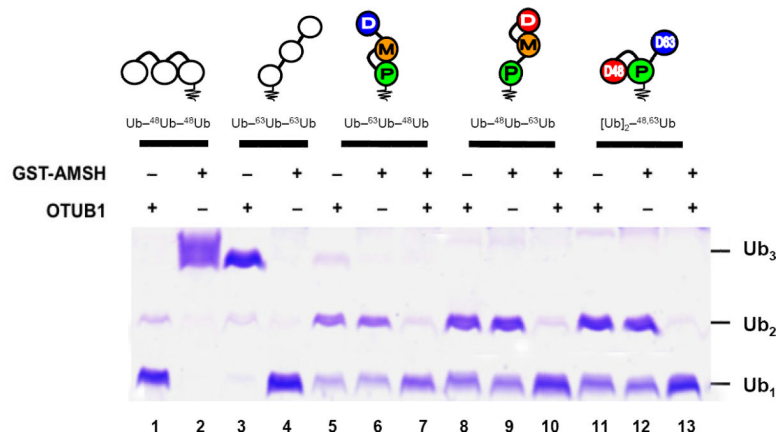 D
M
P
D
M
P
D48
P
D63
Ub–⁴⁸Ub–⁴⁸Ub
Ub–⁶³Ub–⁶³Ub
Ub–⁶³Ub–⁴⁸Ub
Ub–⁴⁸Ub–⁶³Ub
[Ub]₂–⁴⁸,⁶³Ub
GST-AMSH – + – + – + + – + + – + +
OTUB1 + – + – + – + + – + + – +
Ub₃
Ub₂
Ub₁
1 2 3 4 5 6 7 8 9 10 11 12 13